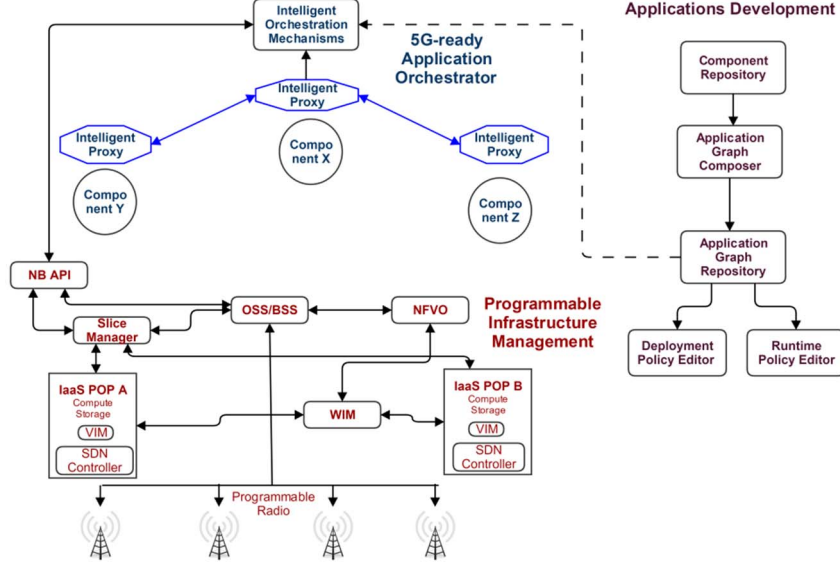 Applications Development
Intelligent
Orchestration
Mechanisms
5G-ready
Application
Orchestrator
Component
Repository
Intelligent
Proxy
Intelligent
Proxy
Intelligent
Proxy
Compo
nent X
Application
Graph
Composer
Compo
nent Y
Compo
nent Z
Application
Graph
Repository
NB API
OSS/BSS
NFVO
Programmable
Infrastructure
Management
Slice
Manager
Deployment
Policy Editor
Runtime
Policy Editor
IaaS POP A
Compute
Storage
VIM
SDN
Controller
WIM
IaaS POP B
Compute
Storage
VIM
SDN
Controller
Programmable
Radio